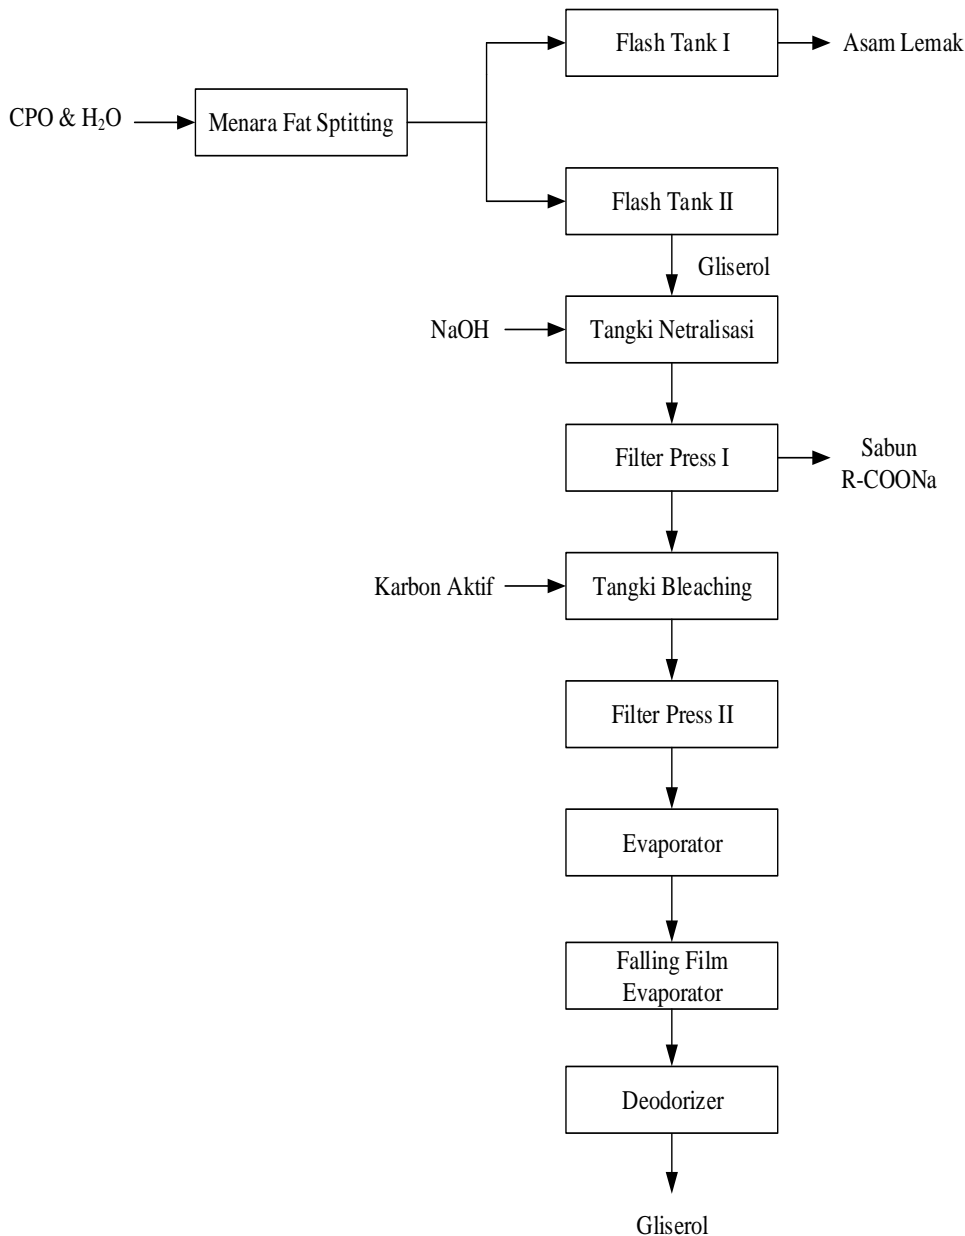 Flash Tank I
Asam Lemak
CPO & H₂O
Menara Fat Sptitting
Flash Tank II
Gliserol
NaOH
Tangki Netralisasi
Filter Press I
Sabun
R-COONa
Karbon Aktif
Tangki Bleaching
Filter Press II
Evaporator
Falling Film
Evaporator
Deodorizer
Gliserol